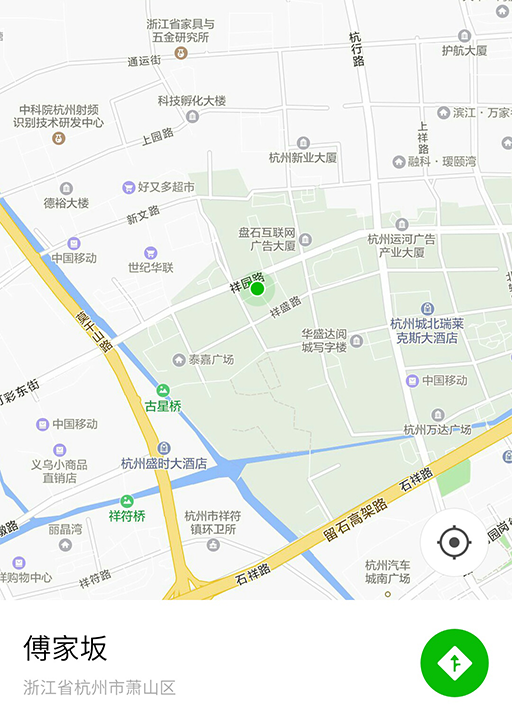 浙江省家具与
五金研究所
杭行路
护航大厦
通运街
中科院杭州射频
识别技术研发中心
科技孵化大楼
滨江·万家
上园路
上祥路
杭州新业大厦
融科·瑷颐湾
德裕大楼
好又多超市
新文路
盘石互联网
广告大厦
杭州运河广告
产业大厦
中国移动
世纪华联
祥园路
祥盛路
莫干山路
华盛达阅
城写字楼
杭州城北瑞莱
克斯大酒店
泰嘉广场
彩东街
古星桥
中国移动
中国移动
杭州万达广场
义乌小商品
直销店
杭州盛时大酒店
石祥路
祥符桥
杭州市祥符
镇环卫所
留石高架路
丽晶湾
祥购物中心
祥符路
石祥路
杭州汽车
城南广场
花园岗
傅家坂
浙江省杭州市萧山区